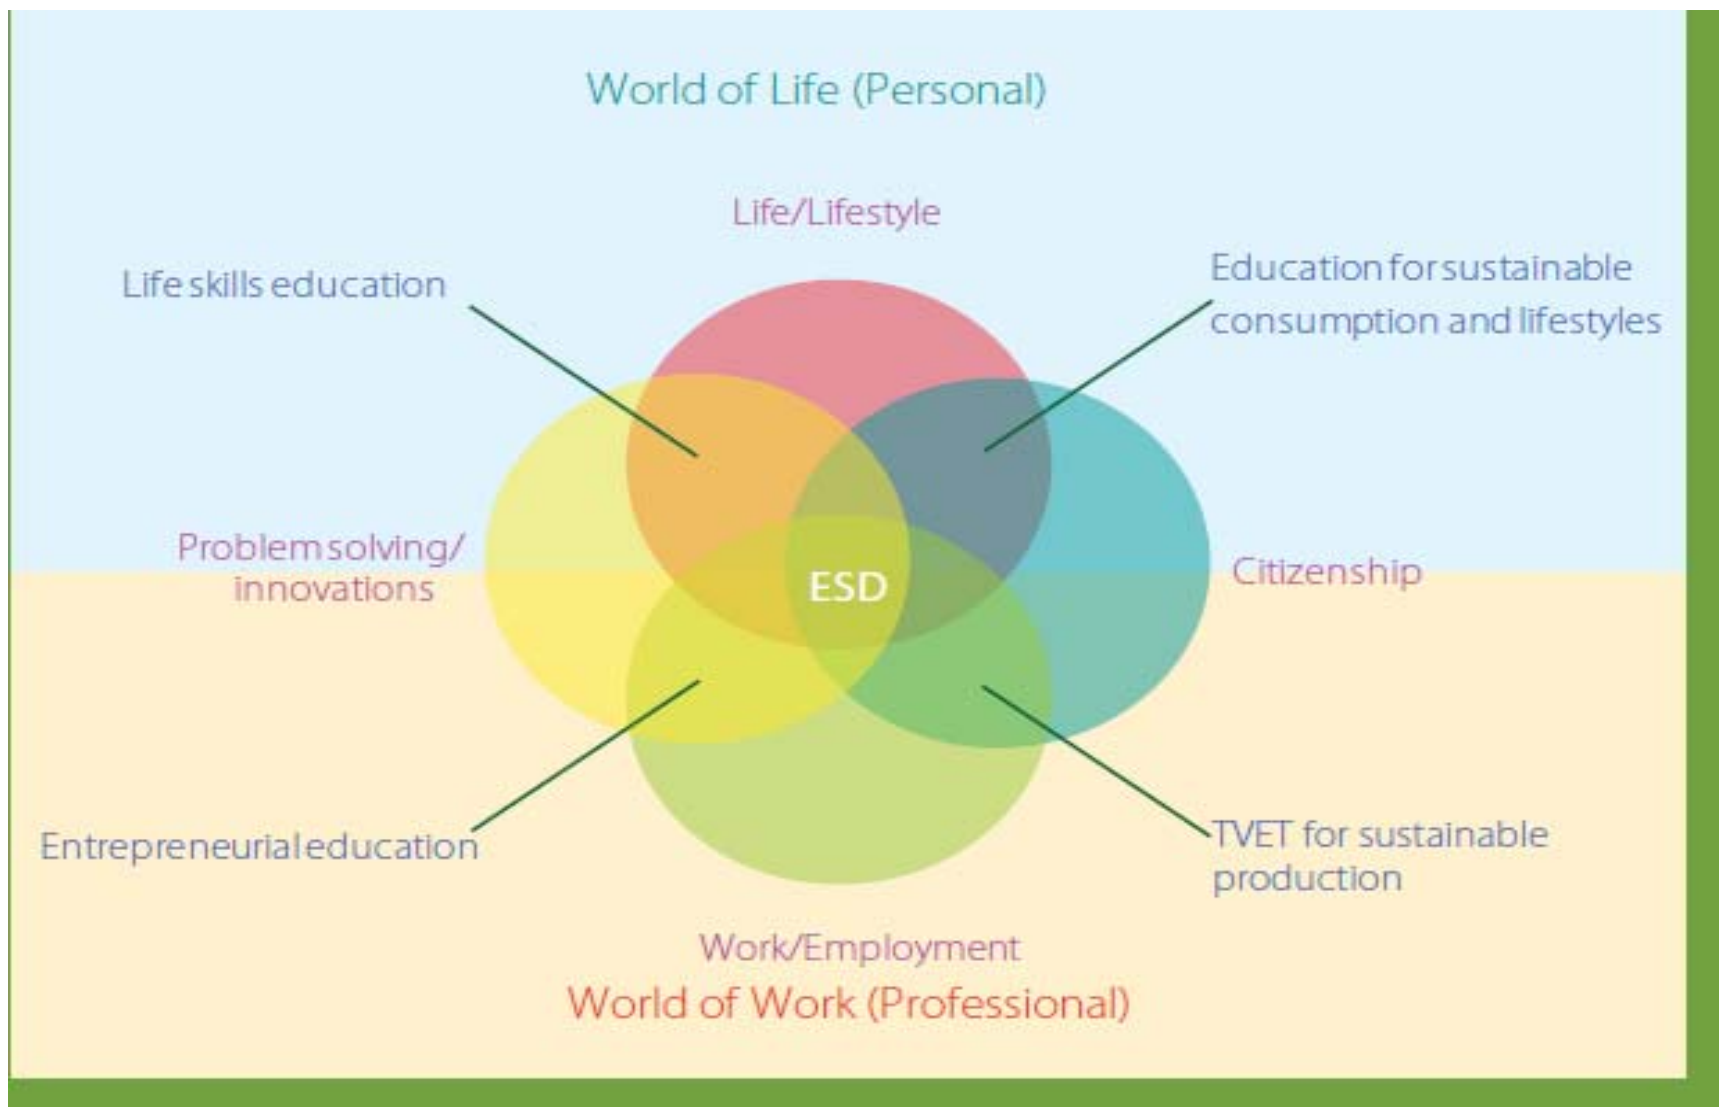 World of Life (Personal)
Life/Lifestyle
Life skills education
Education for sustainable
consumption and lifestyles
Problem solving/
innovations
ESD
Citizenship
Entrepreneurial education
TVET for sustainable
production
Work/Employment
World of Work (Professional)